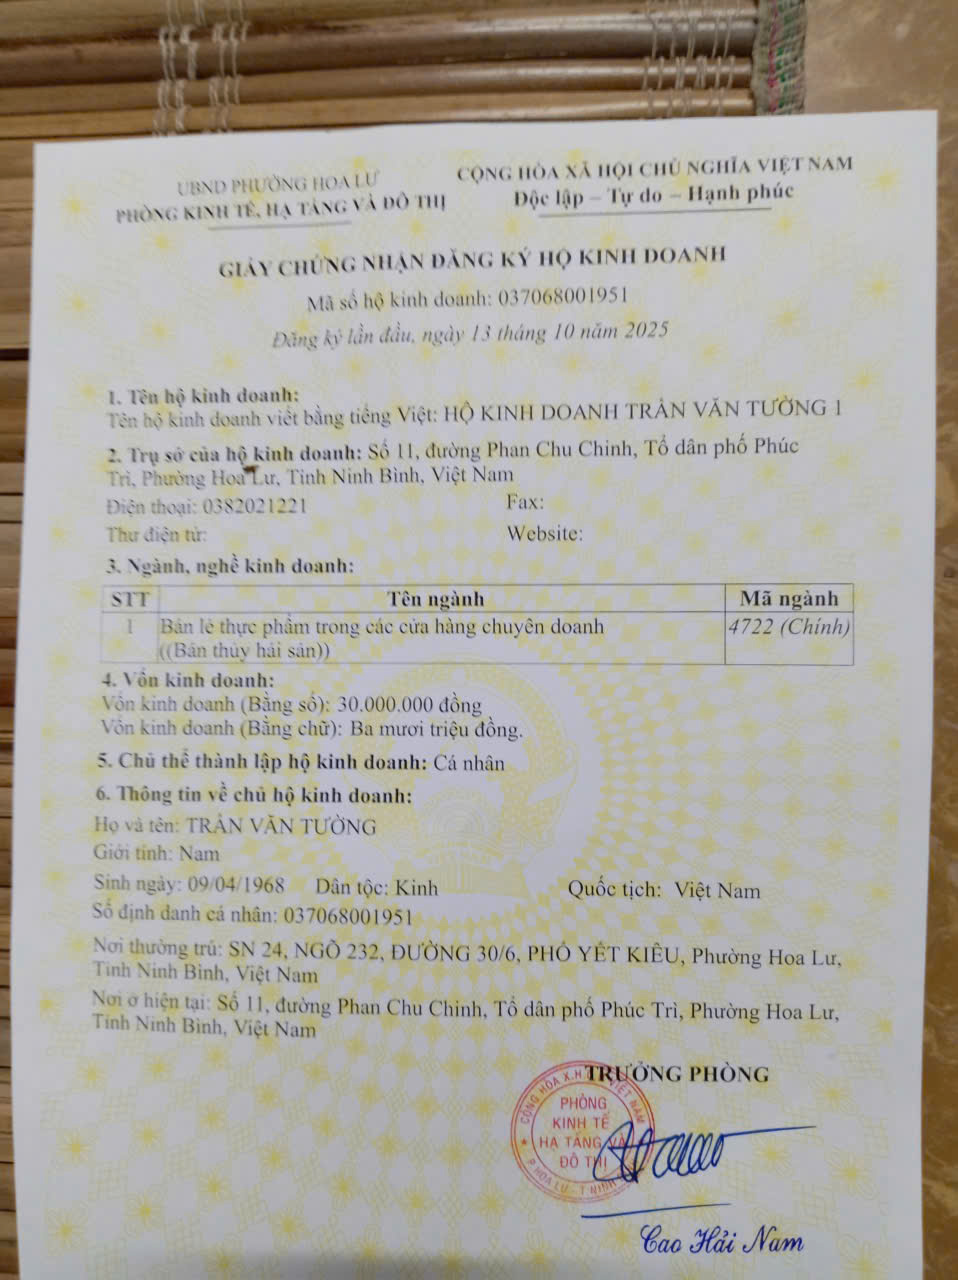 UBND PHƯỜNG HOA LƯ
PHÒNG KINH TẾ, HẠ TẦNG VÀ ĐÔ THỊ
CỘNG HÒA XÃ HỘI CHỦ NGHĨA VIỆT NAM
Độc lập – Tự do – Hạnh phúc
GIẤY CHỨNG NHẬN ĐĂNG KÝ HỘ KINH DOANH
Mã số hộ kinh doanh: 037068001951
Đăng ký lần đầu, ngày 13 tháng 10 năm 2025
1. Tên hộ kinh doanh:
Tên hộ kinh doanh viết bằng tiếng Việt: HỘ KINH DOANH TRẦN VĂN TƯỜNG 1
2. Trụ sở của hộ kinh doanh: Số 11, đường Phan Chu Chinh, Tổ dân phố Phúc
Trì, Phường Hoa Lư, Tỉnh Ninh Bình, Việt Nam
Điện thoại: 0382021221 Fax:
Thư điện tử: Website:
3. Ngành, nghề kinh doanh:
STT Tên ngành Mã ngành
1 Bán lẻ thực phẩm trong các cửa hàng chuyên doanh 4722 (Chính)
((Bán thủy hải sản))
4. Vốn kinh doanh:
Vốn kinh doanh (Bằng số): 30.000.000 đồng
Vốn kinh doanh (Bằng chữ): Ba mươi triệu đồng.
5. Chủ thể thành lập hộ kinh doanh: Cá nhân
6. Thông tin về chủ hộ kinh doanh:
Họ và tên: TRẦN VĂN TƯỜNG
Giới tính: Nam
Sinh ngày: 09/04/1968 Dân tộc: Kinh Quốc tịch: Việt Nam
Số định danh cá nhân: 037068001951
Nơi thường trú: SN 24, NGÕ 232, ĐƯỜNG 30/6, PHỐ YẾT KIÊU, Phường Hoa Lư,
Tỉnh Ninh Bình, Việt Nam
Nơi ở hiện tại: Số 11, đường Phan Chu Chinh, Tổ dân phố Phúc Trì, Phường Hoa Lư,
Tỉnh Ninh Bình, Việt Nam
TRƯỞNG PHÒNG
CỘNG HÒA X.H. VIỆT NAM
PHÒNG
KINH TẾ
HẠ TẦNG VÀ
ĐÔ THỊ
P. HOA LƯ - T. NINH
Cao Hải Nam